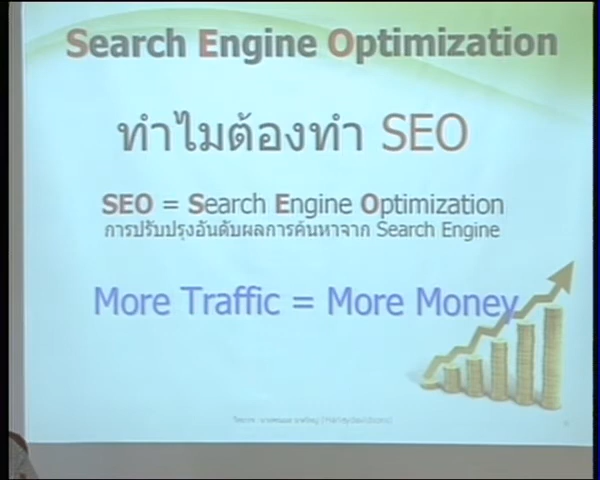 Search Engine Optimization
ทำไมต้องทำ SEO
SEO = Search Engine Optimization
การปรับปรุงอันดับผลการค้นหาจาก Search Engine
More Traffic = More Money